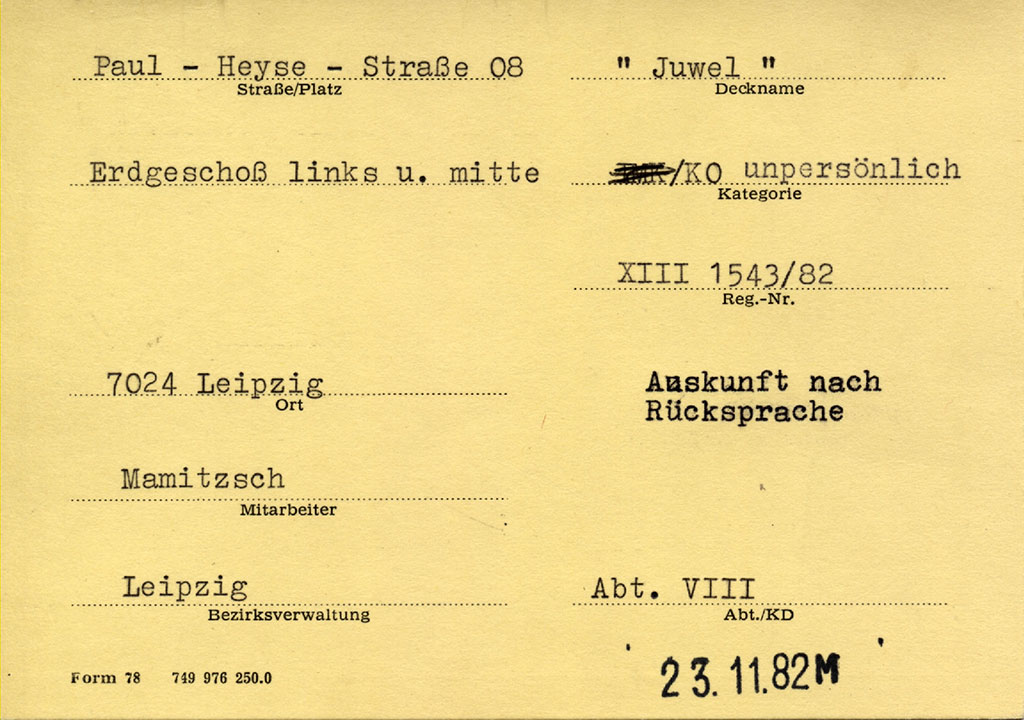 Paul - Heyse - Straße 08
Straße/Platz
" Juwel "
Deckname
Erdgeschoß links u. mitte
/KO unpersönlich
Kategorie
XIII 1543/82
Reg.-Nr.
7024 Leipzig
Ort
Auskunft nach
Rücksprache
Mamitzsch
Mitarbeiter
Leipzig
Bezirksverwaltung
Abt. VIII
Abt./KD
Form 78 749 976 250.0
23.11.82M